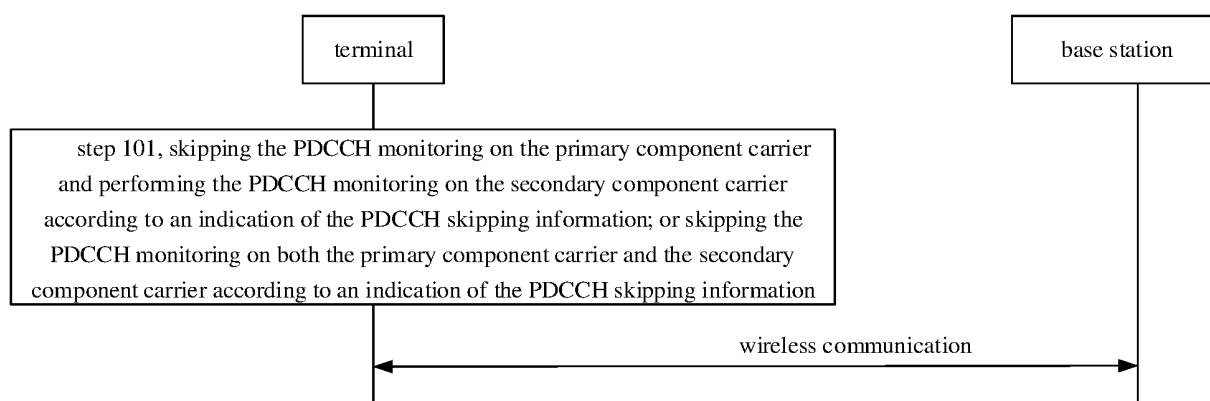 terminal
base station
step 101, skipping the PDCCH monitoring on the primary component carrier
and performing the PDCCH monitoring on the secondary component carrier
according to an indication of the PDCCH skipping information; or skipping the
PDCCH monitoring on both the primary component carrier and the secondary
component carrier according to an indication of the PDCCH skipping information
wireless communication